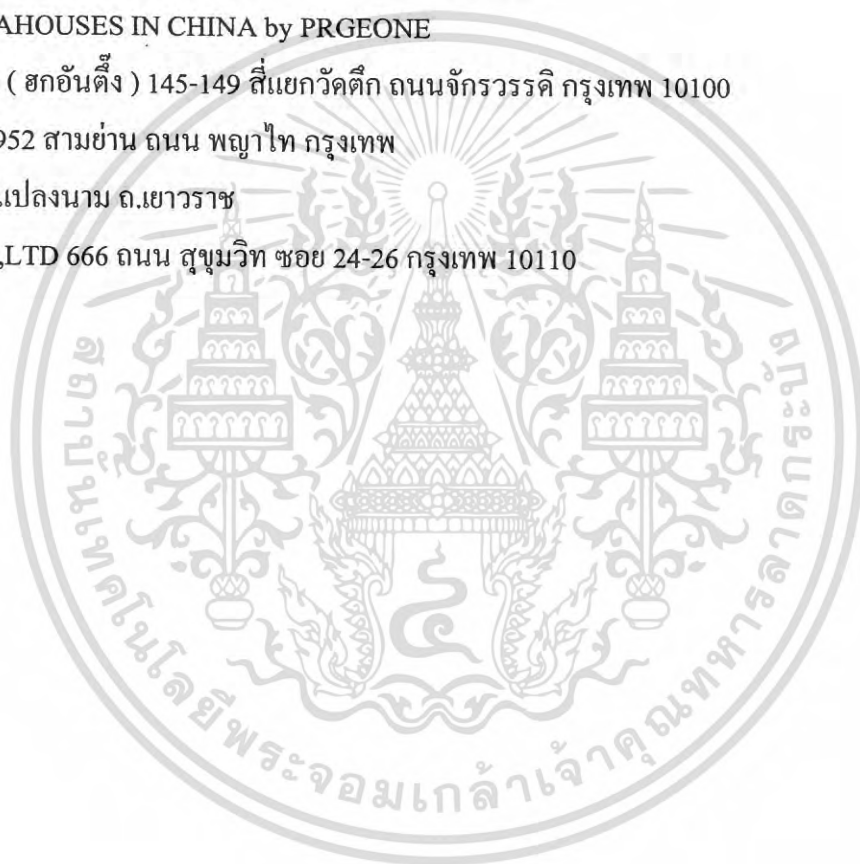 AHOUSES IN CHINA by PRGEONE
( ฮกอันตึ๊ง ) 145-149 สี่แยกวัดตึก ถนนจักรวรรดิ กรุงเทพ 10100
952 สามย่าน ถนน พญาไท กรุงเทพ
แปลงนาม ถ.เยาวราช
,LTD 666 ถนน สุขุมวิท ซอย 24-26 กรุงเทพ 10110
สถาบันเทคโนโลยีพระจอมเกล้าเจ้าคุณทหารลาดกระบัง
๔